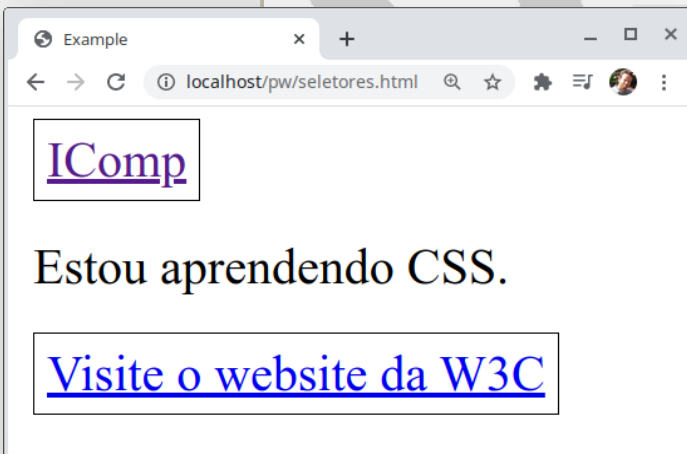 Example
localhost/pw/seletores.html
IComp
Estou aprendendo CSS.
Visite o website da W3C